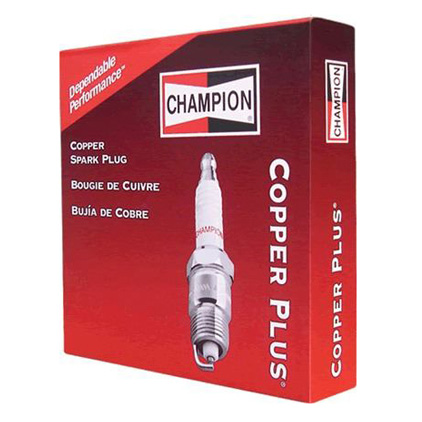 Dependable
Performance™
CHAMPION
®
COPPER
SPARK PLUG
BOUGIE DE CUIVRE
BUJÍA DE COBRE
CHAMPION
COPPER PLUS®
CHAMPION
®
COPPER PLUS®